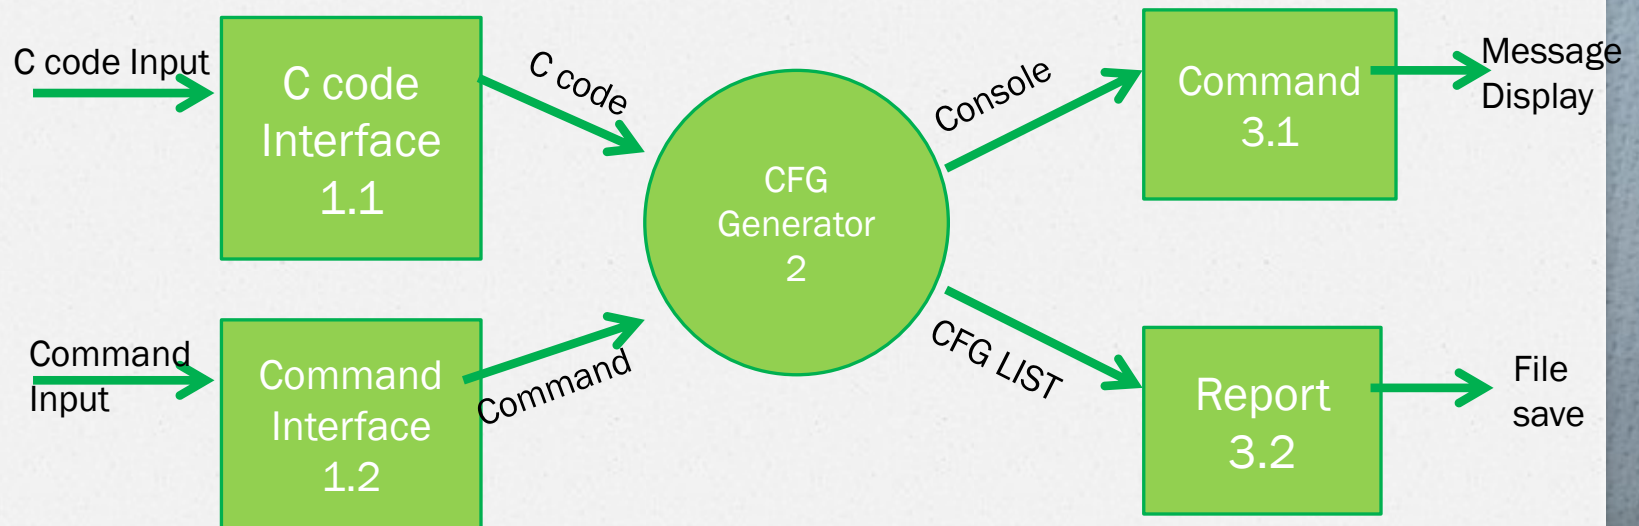 C code Input
C code
Interface
1.1
C code
Command
Input
Command
Interface
1.2
Command
CFG
Generator
2
Console
Command
3.1
Message
Display
CFG LIST
Report
3.2
File
save